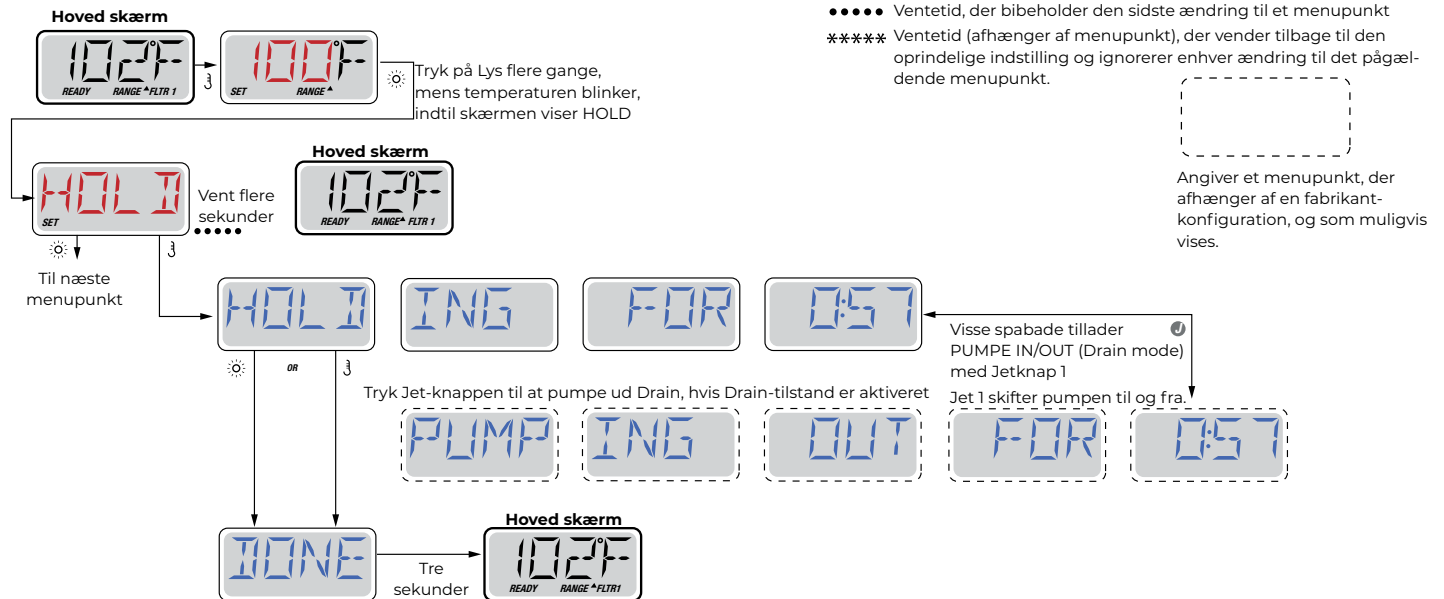 Hoved skærm
102°F
READY RANGE FLTR 1
100°F
SET RANGE
Tryk på Lys flere gange,
mens temperaturen blinker,
indtil skærmen viser HOLD
••••• Ventetid, der bibeholder den sidste ændring til et menupunkt
***** Ventetid (afhænger af menupunkt), der vender tilbage til den
oprindelige indstilling og ignorerer enhver ændring til det pågæl-
dende menupunkt.
Angiver et menupunkt, der
afhænger af en fabrikant-
konfiguration, og som muligvis
vises.
HOLD
SET
Vent flere
sekunder
•••••
Hoved skærm
102°F
READY RANGE FLTR 1
Til næste
menupunkt
HOLD ING FOR 0:57
OR
Visse spabade tillader J
PUMPE IN/OUT (Drain mode)
med Jetknap 1
Tryk Jet-knappen til at pumpe ud Drain, hvis Drain-tilstand er aktiveret
Jet 1 skifter pumpen til og fra.
PUMP ING OUT FOR 0:57
DONE
Tre
sekunder
Hoved skærm
102°F
READY RANGE FLTR1